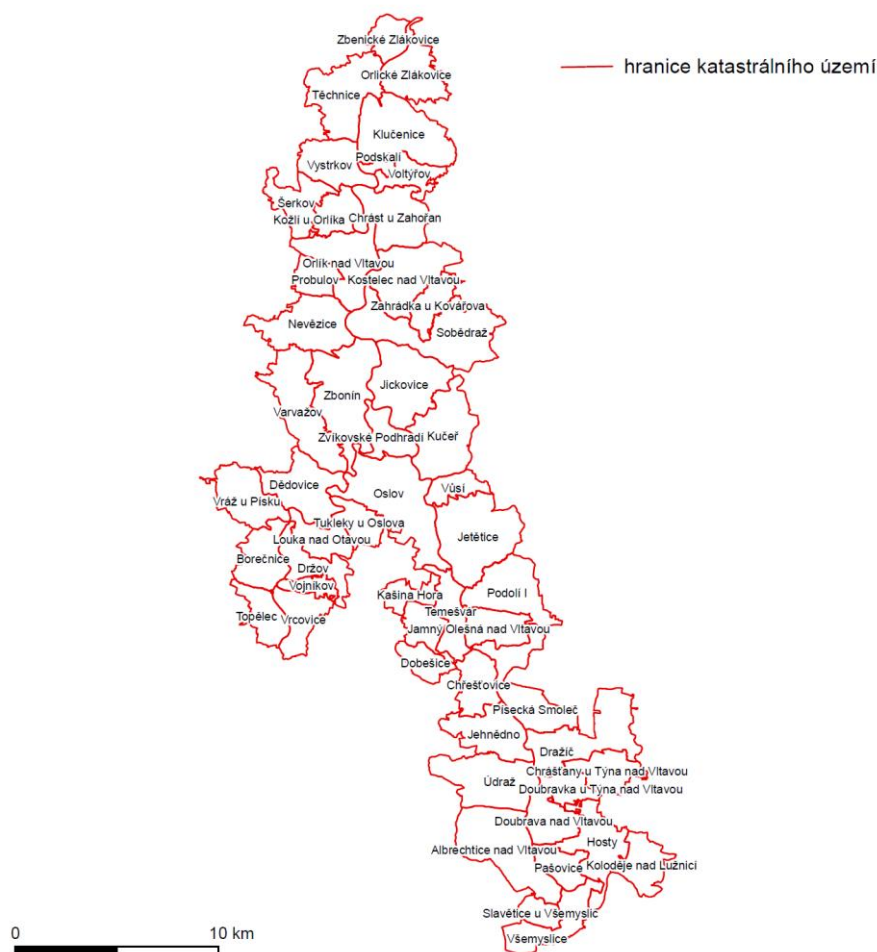 Zbenické Zlákovice
hranice katastrálního území
Orlické Zlákovice
Těchnice
Klučenice
Podskalí
Vystrkov
Voltýřov
Šerkov
Kožlí u Orlíka
Chrást u Zahořan
Orlík nad Vltavou
Probulov
Kostelec nad Vltavou
Zahrádka u Kovářova
Nevězice
Sobědraž
Jickovice
Zbonín
Varvažov
Zvíkovské Podhradí
Kučeř
Dědovice
Oslov
Vůsí
Vráž u Písku
Tukleky u Oslova
Louka nad Otavou
Jetětice
Borečnice
Držov
Vojníkov
Kašina Hora
Podolí I
Temešvár
Topělec
Vrcovice
Jamný
Olešná nad Vltavou
Dobešice
Chřešťovice
Písecká Smoleč
Jehnědno
Dražíč
Chrášťany u Týna nad Vltavou
Údraž
Doubravka u Týna nad Vltavou
Doubrava nad Vltavou
Hosty
Albrechtice nad Vltavou
Pašovice
Koloděje nad Lužnicí
Slavětice u Všemyslic
0
10 km
Všemyslice